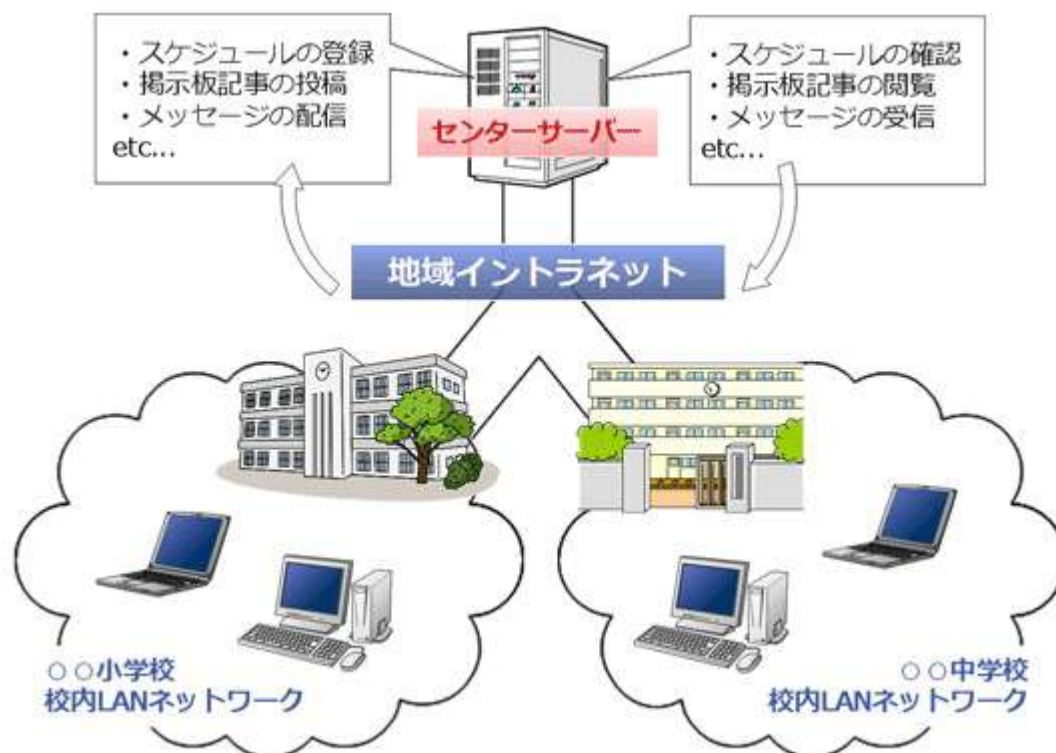 ・スケジュールの登録
・掲示板記事の投稿
・メッセージの配信
etc...
・スケジュールの確認
・掲示板記事の閲覧
・メッセージの受信
etc...
センターサーバー
地域イントラネット
○○小学校
校内LANネットワーク
○○中学校
校内LANネットワーク